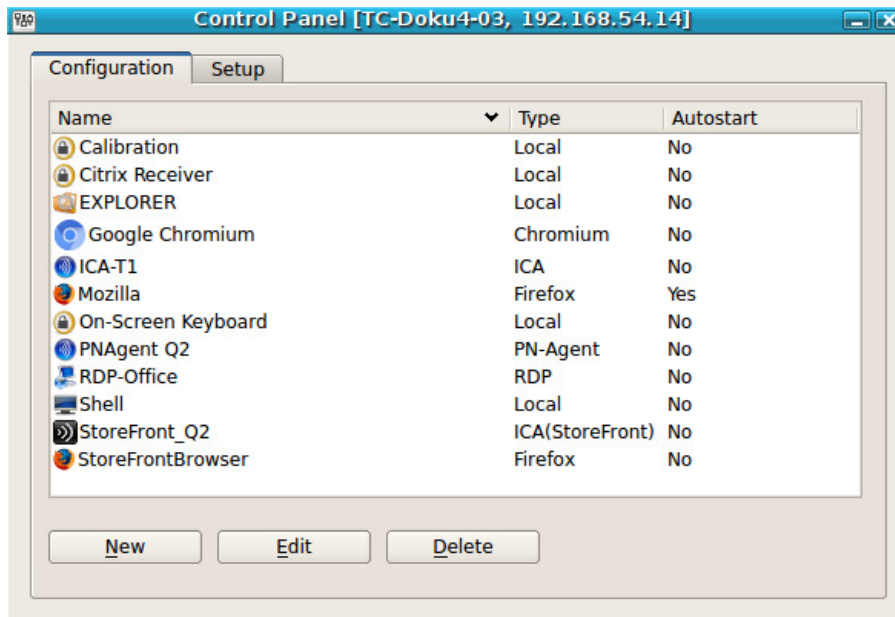 Control Panel [TC-Doku4-03, 192.168.54.14]
Configuration Setup
Name Type Autostart
Calibration Local No
Citrix Receiver Local No
EXPLORER Local No
Google Chromium Chromium No
ICA-T1 ICA No
Mozilla Firefox Yes
On-Screen Keyboard Local No
PNAgent Q2 PN-Agent No
RDP-Office RDP No
Shell Local No
StoreFront_Q2 ICA(StoreFront) No
StoreFrontBrowser Firefox No
New Edit Delete